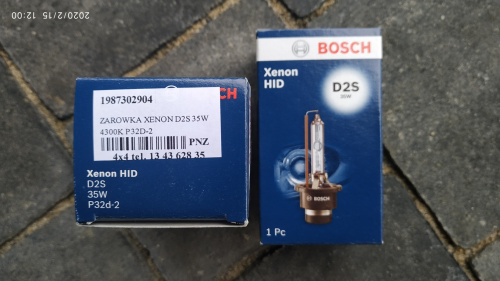 2020/2/15 12:00
BOSCH
Xenon
HID
D2S
35W
BOSCH
1 Pc
CH
1987302904
ZAROWKA XENON D2S 35W
4300K P32D-2
PNZ
4x4 tel. 13.43.628 35
Xenon HID
D2S
35W
P32d-2